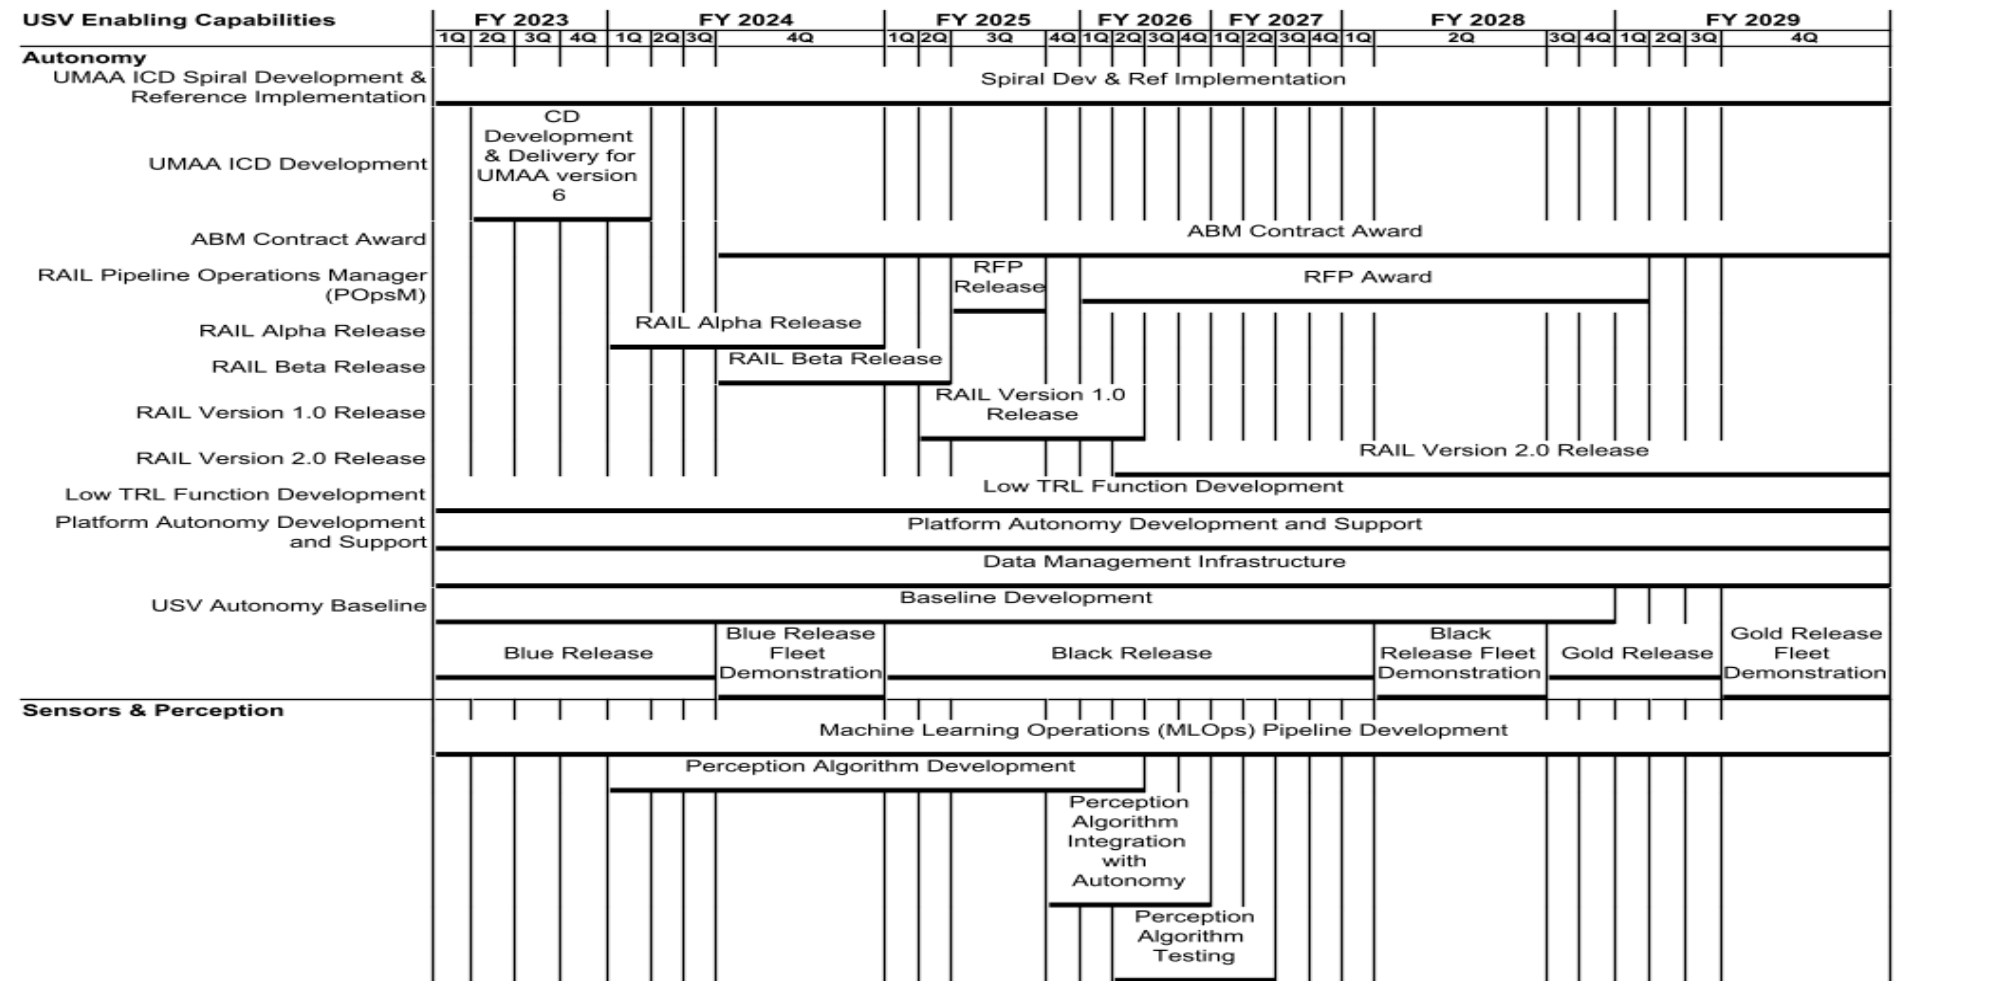 USV Enabling Capabilities FY 2023 FY 2024 FY 2025 FY 2026 FY 2027 FY 2028 FY 2029
1Q 2Q 3Q 4Q 1Q 2Q 3Q 4Q 1Q 2Q 3Q 4Q 1Q 2Q 3Q 4Q 1Q 2Q 3Q 4Q 1Q 2Q 3Q 4Q 1Q 2Q 3Q 4Q
Autonomy
UMAA ICD Spiral Development &
Reference Implementation
Spiral Dev & Ref Implementation
UMAA ICD Development
CD
Development
& Delivery for
UMAA version
6
ABM Contract Award
ABM Contract Award
RAIL Pipeline Operations Manager
(POpsM)
RFP
Release
RFP Award
RAIL Alpha Release
RAIL Alpha Release
RAIL Beta Release
RAIL Beta Release
RAIL Version 1.0 Release
RAIL Version 1.0
Release
RAIL Version 2.0 Release
RAIL Version 2.0 Release
Low TRL Function Development
Low TRL Function Development
Platform Autonomy Development
and Support
Platform Autonomy Development and Support
Data Management Infrastructure
USV Autonomy Baseline
Baseline Development
Blue Release
Blue Release
Fleet
Demonstration
Black Release
Black
Release Fleet
Demonstration
Gold Release
Gold Release
Fleet
Demonstration
Sensors & Perception
Machine Learning Operations (MLOps) Pipeline Development
Perception Algorithm Development
Perception
Algorithm
Integration
with
Autonomy
Perception
Algorithm
Testing